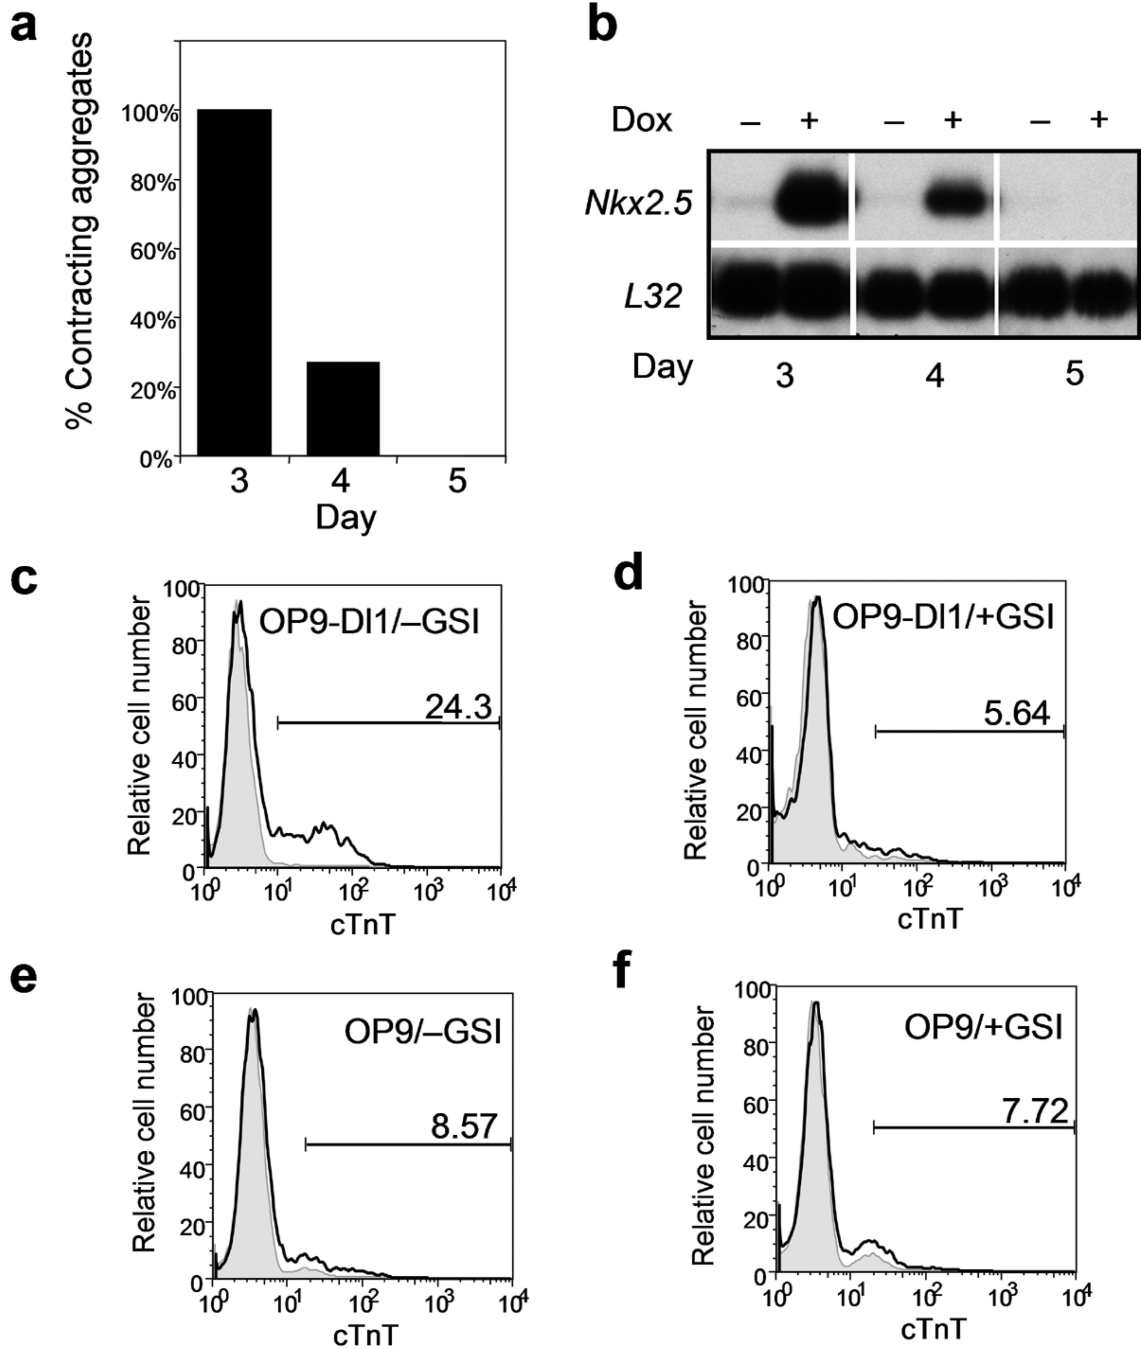 a
% Contracting aggregates
100%
80%
60%
40%
20%
0%
3 4 5
Day
b
Dox – + – + – +
Nkx2.5
L32
Day 3 4 5
c
Relative cell number
100
80
60
40
20
0
OP9-Dl1/–GSI
24.3
10⁰ 10¹ 10² 10³ 10⁴
cTnT
d
Relative cell number
100
80
60
40
20
0
OP9-Dl1/+GSI
5.64
10⁰ 10¹ 10² 10³ 10⁴
cTnT
e
Relative cell number
100
80
60
40
20
0
OP9/–GSI
8.57
10⁰ 10¹ 10² 10³ 10⁴
cTnT
f
Relative cell number
100
80
60
40
20
0
OP9/+GSI
7.72
10⁰ 10¹ 10² 10³ 10⁴
cTnT